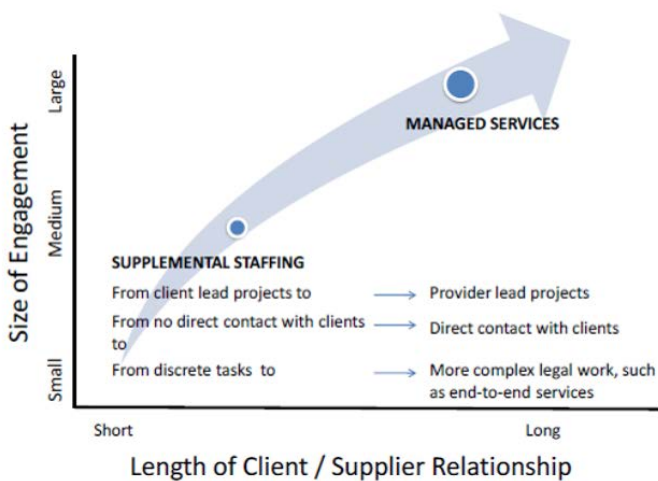 Size of Engagement
Large
Medium
Small
MANAGED SERVICES
SUPPLEMENTAL STAFFING
From client lead projects to
Provider lead projects
From no direct contact with clients
to
Direct contact with clients
From discrete tasks to
More complex legal work, such
as end-to-end services
Short
Long
Length of Client / Supplier Relationship